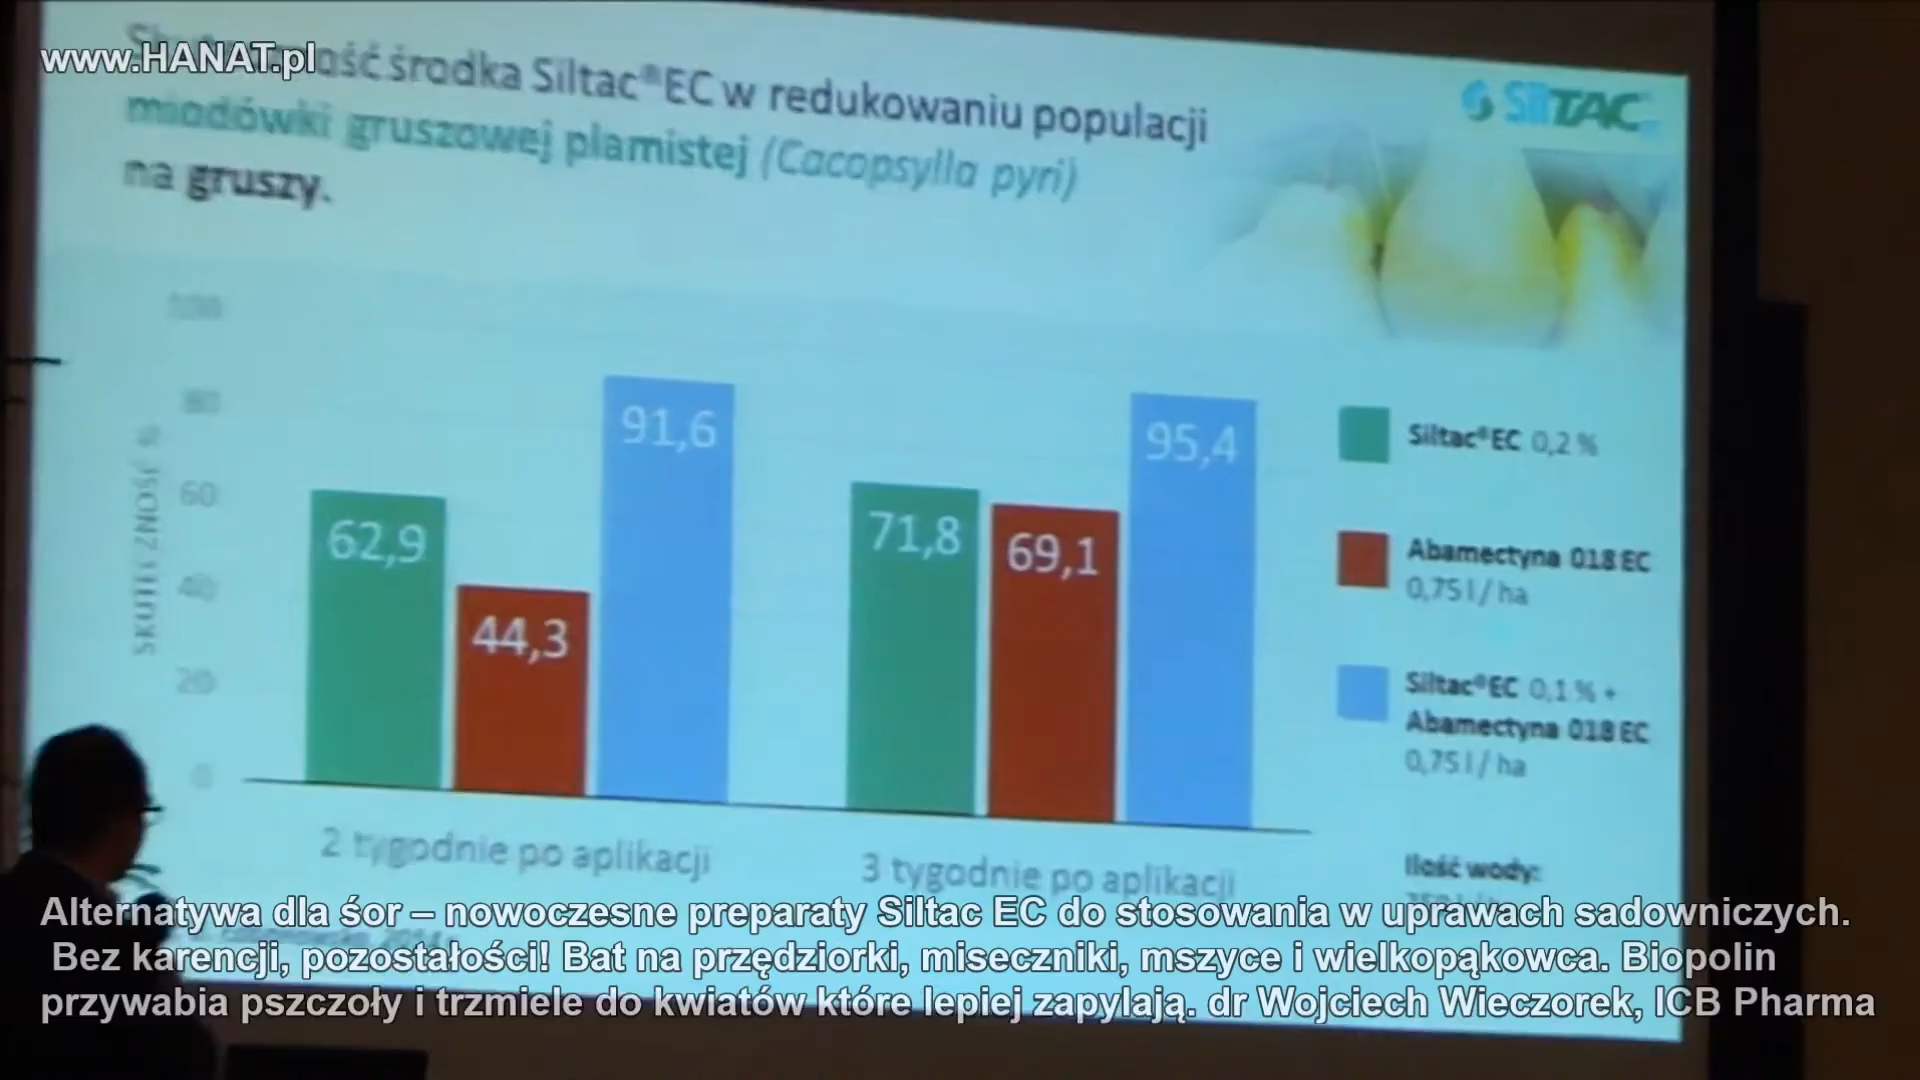 www.HANAT.pl
środka Siltac®EC w redukowaniu populacji
miodówki gruszowej plamistej (Cacopsylla pyri)
na gruszy.
SilTAC
100
80
60
40
20
0
SKUTECZNOŚĆ %
62,9
44,3
91,6
71,8
69,1
95,4
2 tygodnie po aplikacji
3 tygodnie po aplikacji
Siltac®EC 0,2 %
Abamectyna 018 EC
0,75 l / ha
Siltac®EC 0,1 % +
Abamectyna 018 EC
0,75 l / ha
Ilość wody:
Alternatywa dla śor – nowoczesne preparaty Siltac EC do stosowania w uprawach sadowniczych.
Bez karencji, pozostałości! Bat na przędziorki, miseczniki, mszyce i wielkopąkowca. Biopolin
przywabia pszczoły i trzmiele do kwiatów które lepiej zapylają. dr Wojciech Wieczorek, ICB Pharma